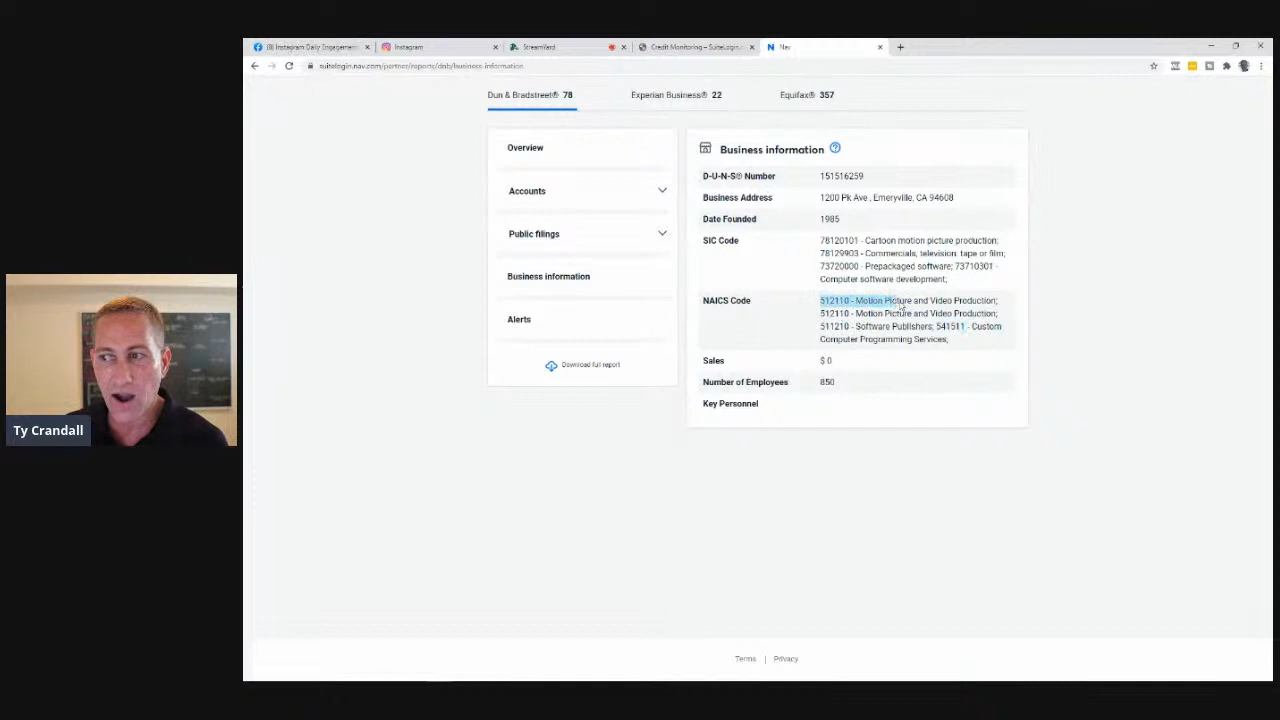 (8) Instagram Daily Engagement
Instagram
StreamYard
Credit Monitoring – SuiteLogin.
Nav
suitelogin.nav.com/partner/reports/dnb/business-information
Dun & Bradstreet® 78
Experian Business® 22
Equifax® 357
Overview
Accounts
Public filings
Business information
Alerts
Download full report
Business information
D-U-N-S® Number 151516259
Business Address 1200 Pk Ave , Emeryville, CA 94608
Date Founded 1985
SIC Code 78120101 - Cartoon motion picture production;
78129903 - Commercials, television: tape or film;
73720000 - Prepackaged software; 73710301 -
Computer software development;
NAICS Code 512110 - Motion Picture and Video Production;
512110 - Motion Picture and Video Production;
511210 - Software Publishers; 541511 - Custom
Computer Programming Services;
Sales $ 0
Number of Employees 850
Key Personnel
Ty Crandall
Terms | Privacy